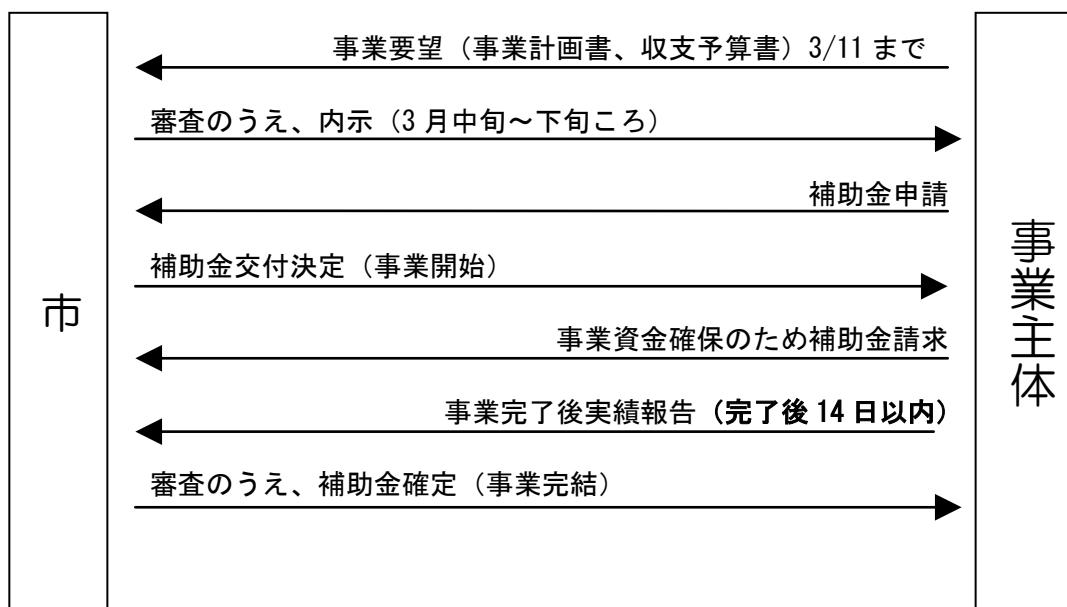 事業要望（事業計画書、収支予算書）3/11 まで
審査のうえ、内示（3 月中旬～下旬ころ）
補助金申請
補助金交付決定（事業開始）
事業資金確保のため補助金請求
事業完了後実績報告（完了後 14 日以内）
審査のうえ、補助金確定（事業完結）
市
事業主体